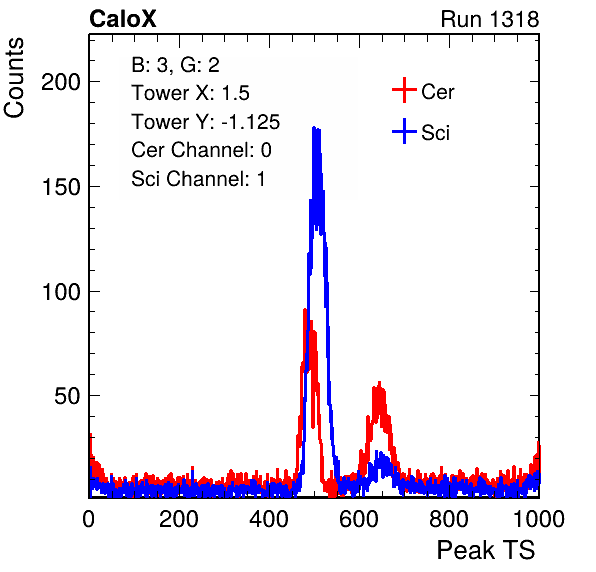 CaloX Run 1318
Counts
B: 3, G: 2
Tower X: 1.5
Tower Y: -1.125
Cer Channel: 0
Sci Channel: 1
Cer
Sci
200
150
100
50
0 200 400 600 800 1000
Peak TS